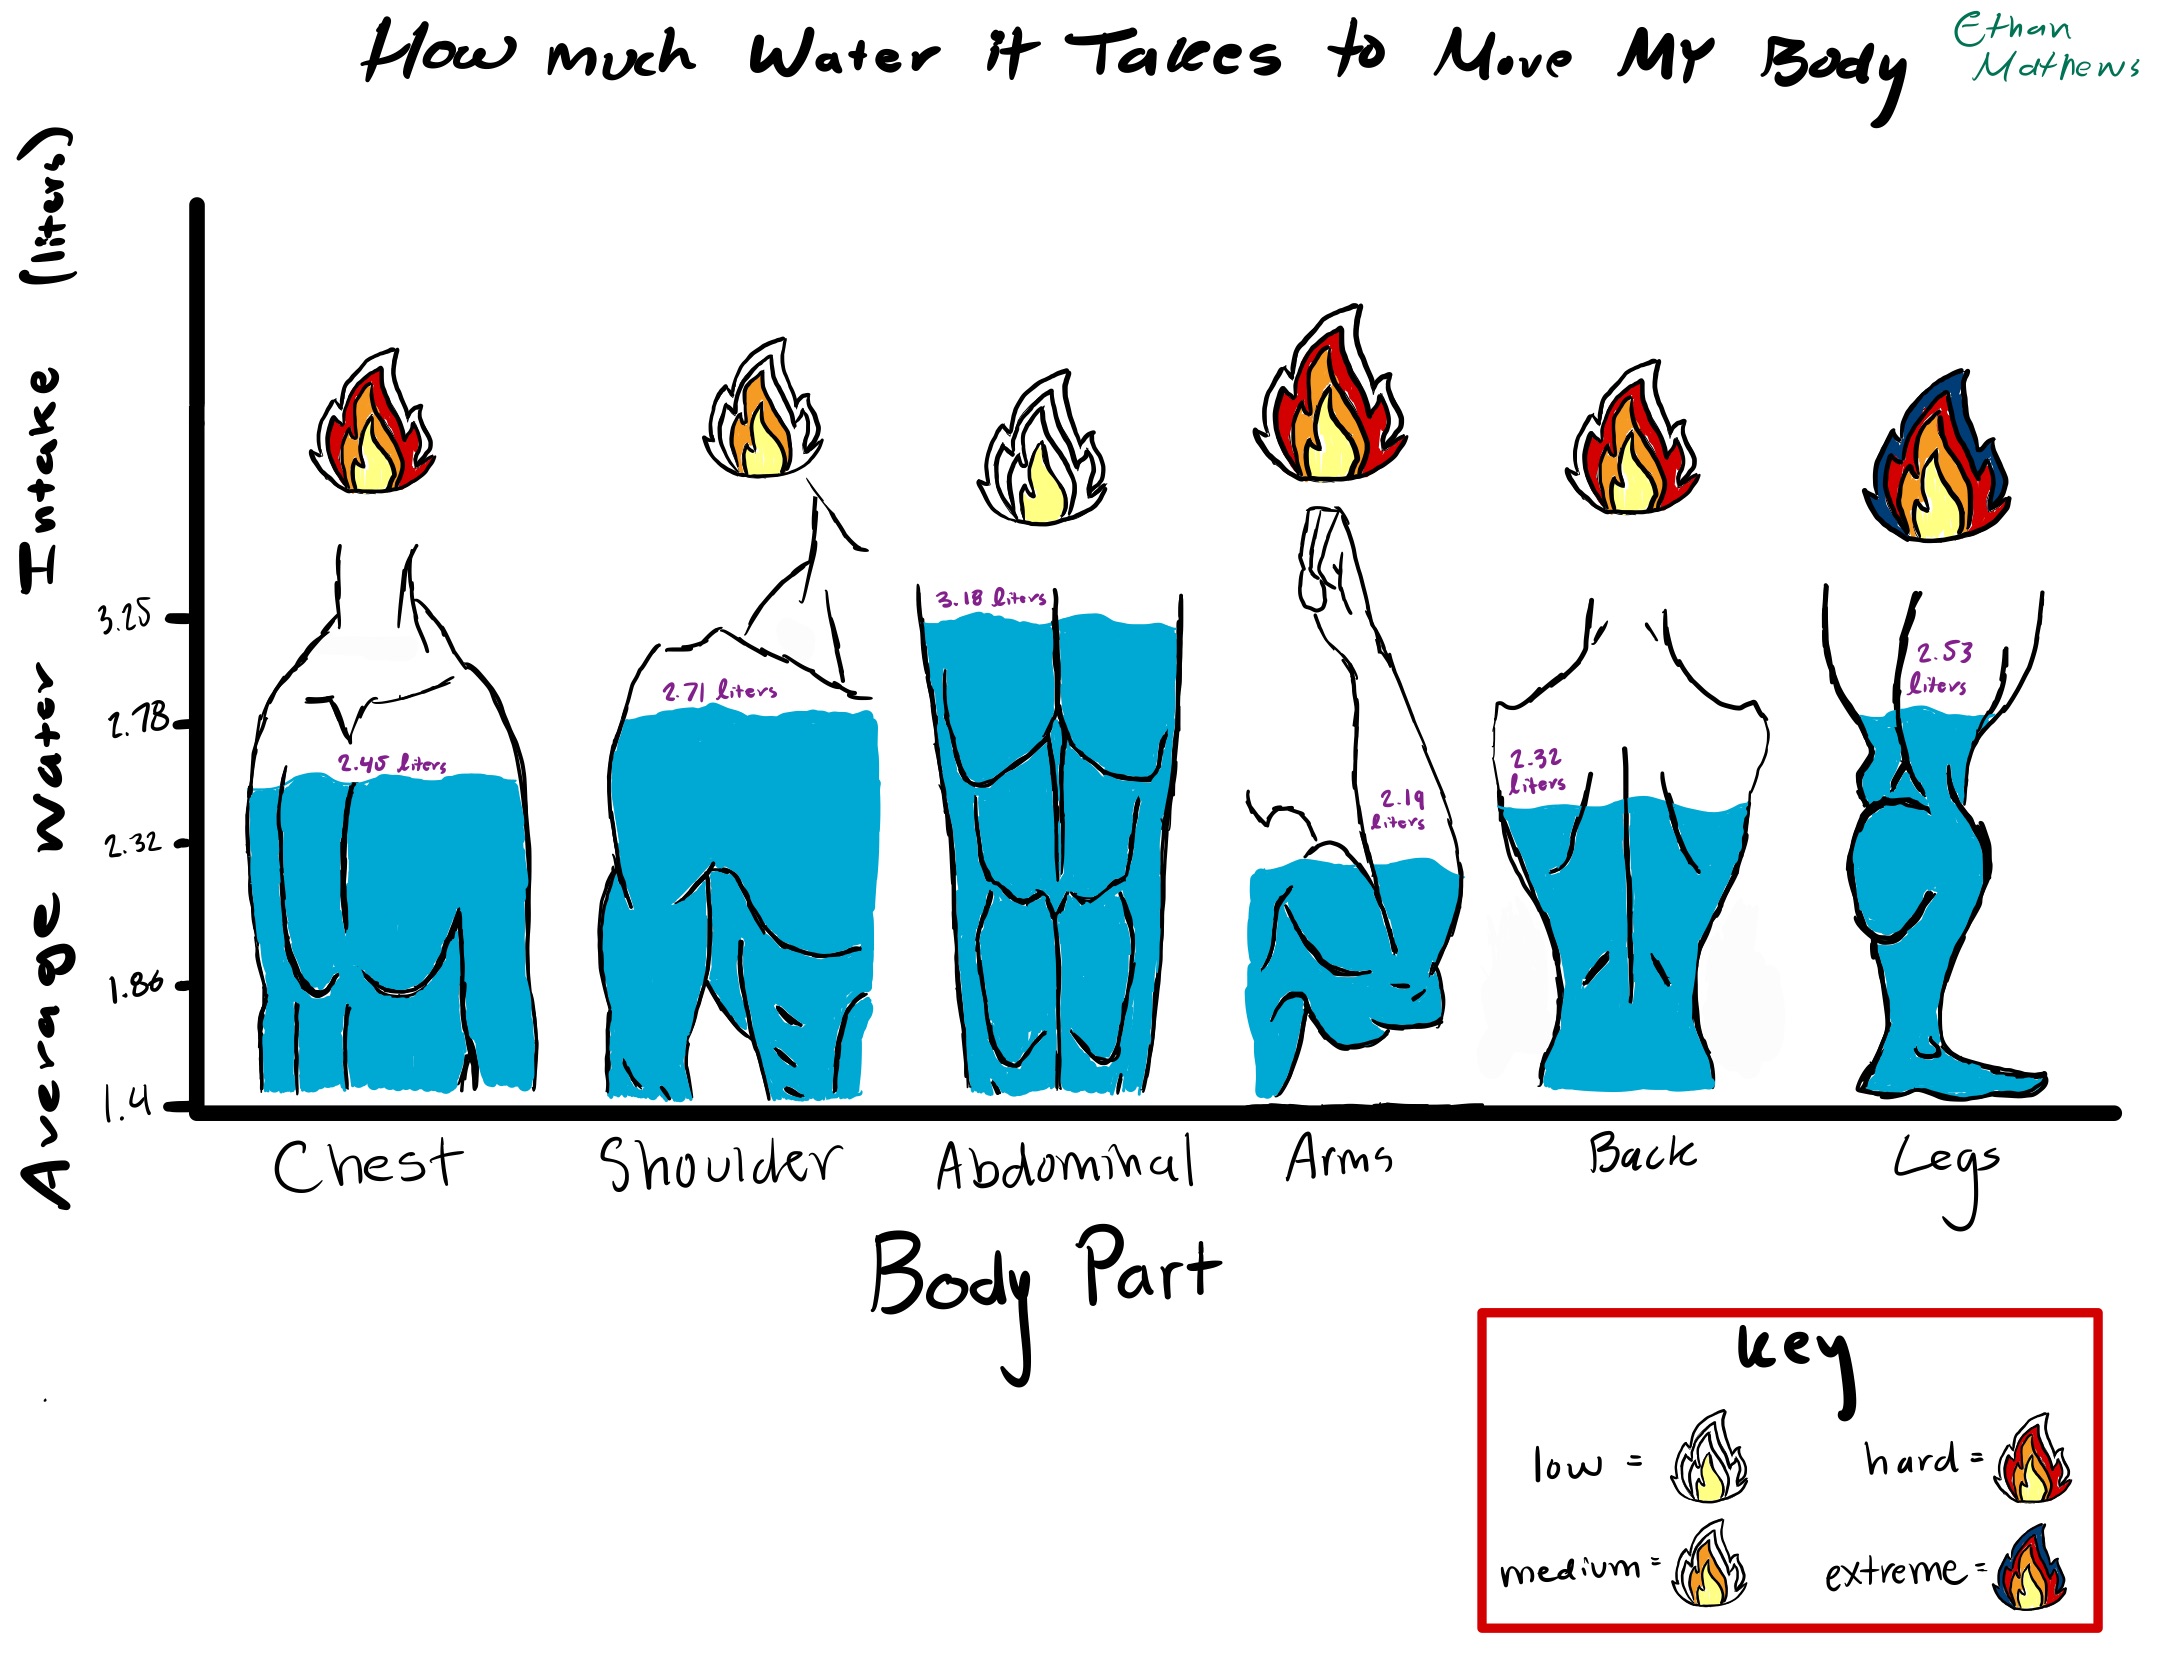 How much Water it Takes to Move My Body
Ethan
Mathews
Average Water Intake (liters)
3.25
2.78
2.32
1.86
1.4
2.45 liters
2.71 liters
3.18 liters
2.19
liters
2.32
liters
2.53
liters
Chest
Shoulder
Abdominal
Arms
Back
Legs
Body Part
key
low =
hard =
medium =
extreme =